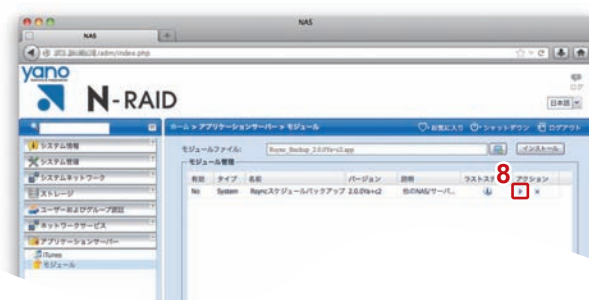 NAS
NAS
/adm/index.php
yano
N-RAID
日本語
ログ
ホーム > アプリケーションサーバー > モジュール
お気に入り
シャットダウン
ログアウト
システム情報
システム管理
システムネットワーク
ストレージ
ユーザーおよびグループ認証
ネットワークサービス
アプリケーションサーバー
iTunes
モジュール
モジュールファイル:
Rsync_Backup_2.0.0Ya+c2.app
インストール
モジュール管理
有効 タイプ 名前 バージョン 説明 ラストス アクション
No System Rsyncスケジュールバックアップ 2.0.0Ya+c2 他のNAS/サーバ...
8